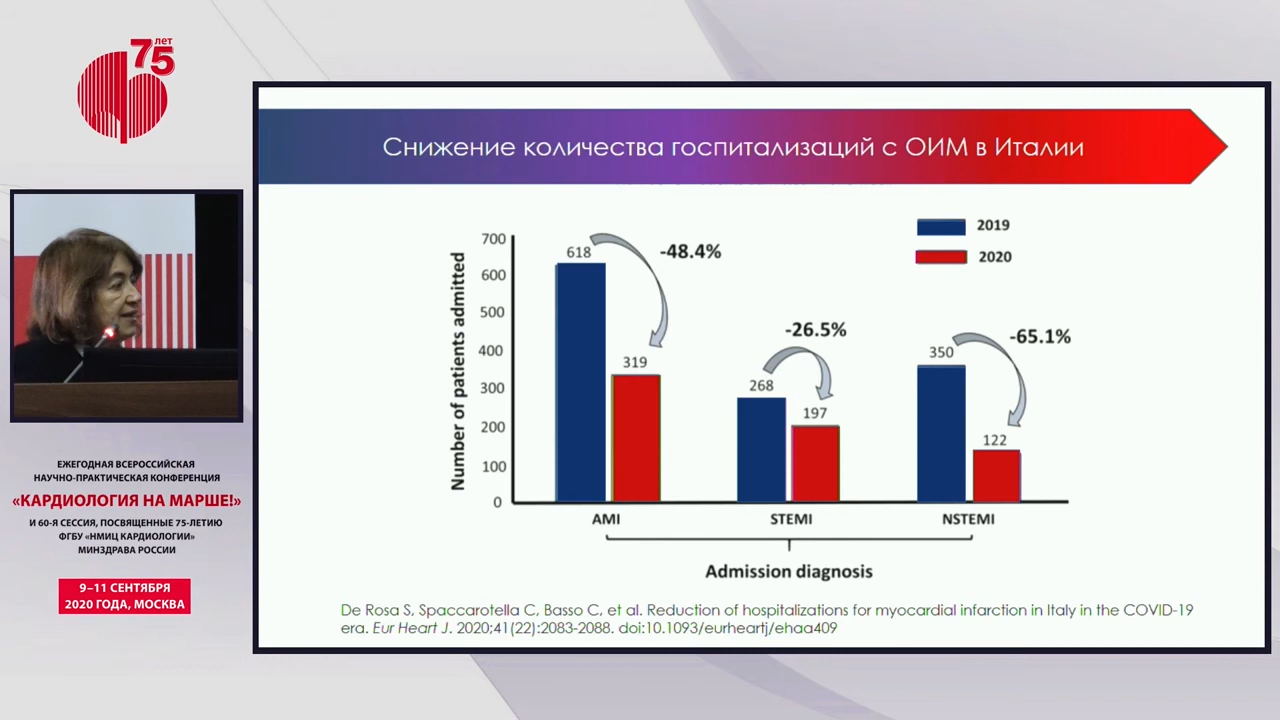 75 лет
ЕЖЕГОДНАЯ ВСЕРОССИЙСКАЯ
НАУЧНО-ПРАКТИЧЕСКАЯ КОНФЕРЕНЦИЯ
«КАРДИОЛОГИЯ НА МАРШЕ!»
И 60-Я СЕССИЯ, ПОСВЯЩЕННЫЕ 75-ЛЕТИЮ
ФГБУ «НМИЦ КАРДИОЛОГИИ»
МИНЗДРАВА РОССИИ
9–11 СЕНТЯБРЯ
2020 ГОДА, МОСКВА
Снижение количества госпитализаций с ОИМ в Италии
2019
2020
Number of patients admitted
700
600
500
400
300
200
100
0
618
-48.4%
319
268
-26.5%
197
350
-65.1%
122
AMI
STEMI
NSTEMI
Admission diagnosis
De Rosa S, Spaccarotella C, Basso C, et al. Reduction of hospitalizations for myocardial infarction in Italy in the COVID-19
era. Eur Heart J. 2020;41(22):2083-2088. doi:10.1093/eurheartj/ehaa409